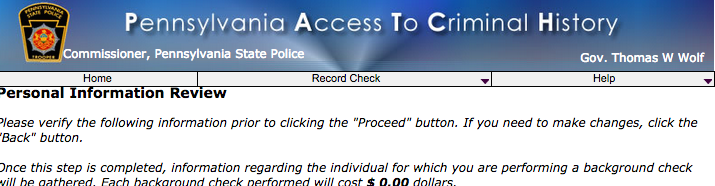 Pennsylvania Access To Criminal History
TROOPER
Commissioner, Pennsylvania State Police
Gov. Thomas W Wolf
Home Record Check Help
Personal Information Review
Please verify the following information prior to clicking the "Proceed" button. If you need to make changes, click the
"Back" button.
Once this step is completed, information regarding the individual for which you are performing a background check
will be gathered. Each background check performed will cost $ 0.00 dollars.